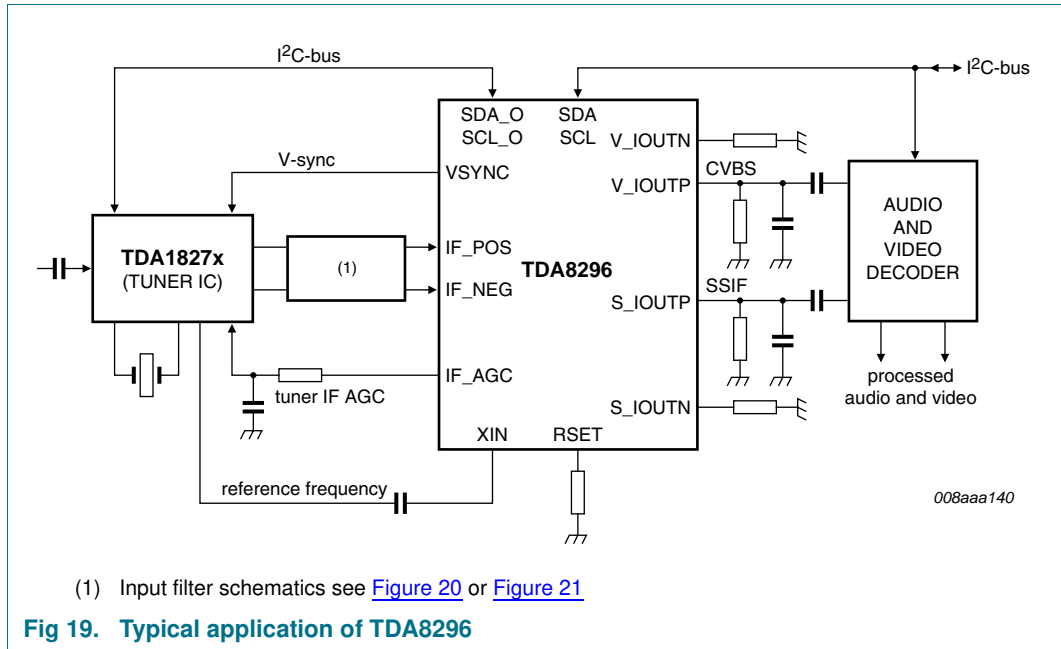 I²C-bus
I²C-bus
SDA_O
SCL_O
SDA
SCL
V_IOUTN
V-sync
VSYNC
CVBS
V_IOUTP
AUDIO
AND
VIDEO
DECODER
TDA1827x
(TUNER IC)
(1)
IF_POS
TDA8296
IF_NEG
SSIF
S_IOUTP
IF_AGC
tuner IF AGC
processed
audio and video
S_IOUTN
XIN
RSET
reference frequency
008aaa140
(1) Input filter schematics see Figure 20 or Figure 21
Fig 19. Typical application of TDA8296